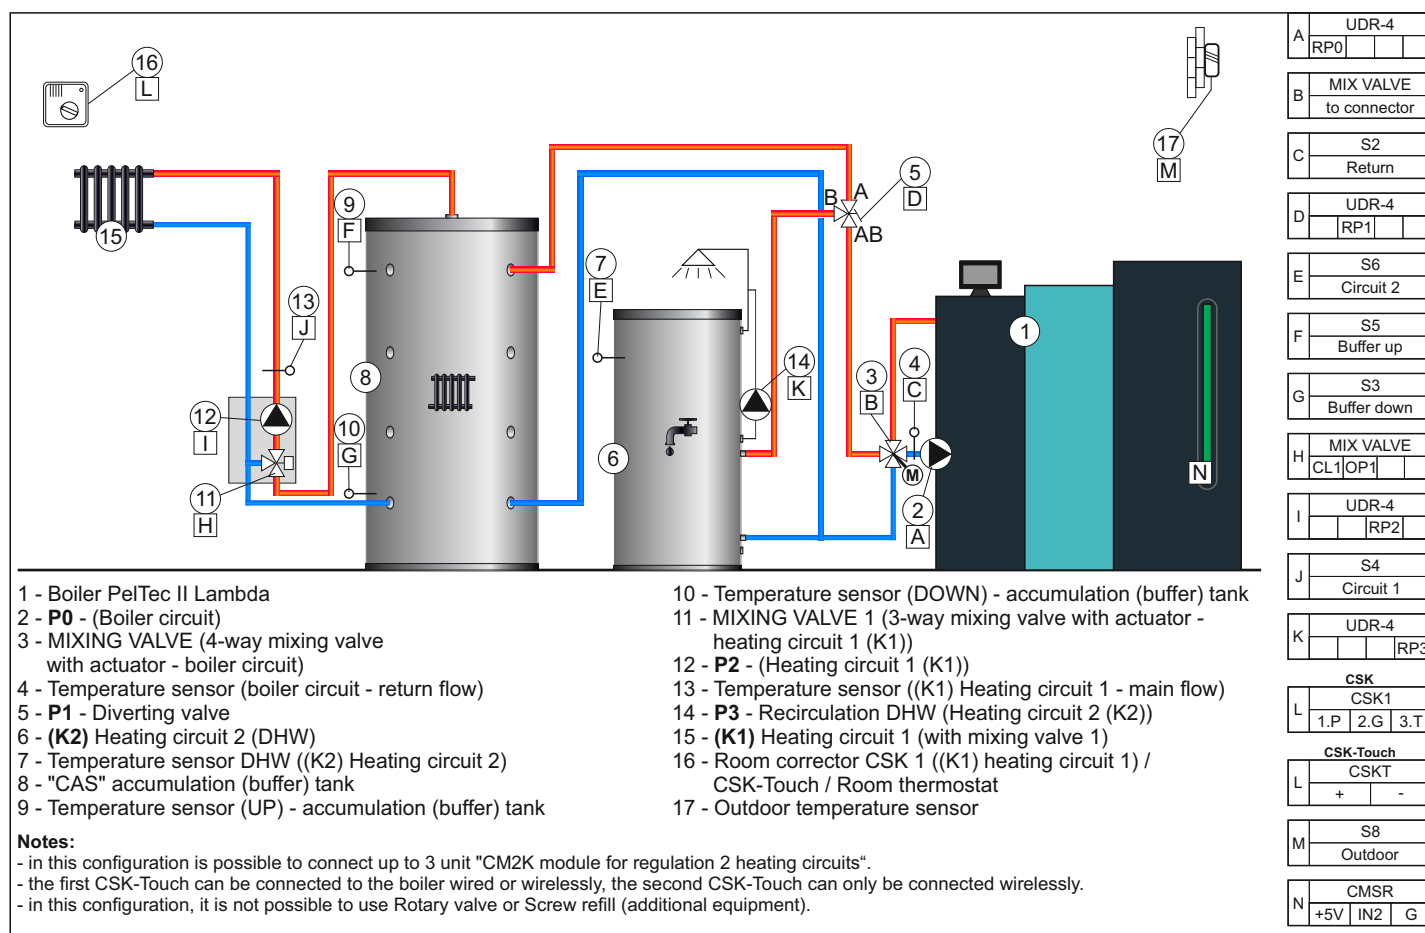 16
L
17
M
15
9
F
5
D
B
A
AB
7
E
13
J
1
8
14
K
4
C
3
B
12
I
10
G
6
M
N
11
H
2
A
A
UDR-4
RP0
B
MIX VALVE
to connector
C
S2
Return
D
UDR-4
RP1
E
S6
Circuit 2
F
S5
Buffer up
G
S3
Buffer down
H
MIX VALVE
CL1 OP1
I
UDR-4
RP2
J
S4
Circuit 1
K
UDR-4
RP3
CSK
L
CSK1
1.P 2.G 3.T
CSK-Touch
L
CSKT
+ -
M
S8
Outdoor
N
CMSR
+5V IN2 G
1 - Boiler PelTec II Lambda
2 - P0 - (Boiler circuit)
3 - MIXING VALVE (4-way mixing valve
with actuator - boiler circuit)
4 - Temperature sensor (boiler circuit - return flow)
5 - P1 - Diverting valve
6 - (K2) Heating circuit 2 (DHW)
7 - Temperature sensor DHW ((K2) Heating circuit 2)
8 - "CAS" accumulation (buffer) tank
9 - Temperature sensor (UP) - accumulation (buffer) tank
10 - Temperature sensor (DOWN) - accumulation (buffer) tank
11 - MIXING VALVE 1 (3-way mixing valve with actuator -
heating circuit 1 (K1))
12 - P2 - (Heating circuit 1 (K1))
13 - Temperature sensor ((K1) Heating circuit 1 - main flow)
14 - P3 - Recirculation DHW (Heating circuit 2 (K2))
15 - (K1) Heating circuit 1 (with mixing valve 1)
16 - Room corrector CSK 1 ((K1) heating circuit 1) /
CSK-Touch / Room thermostat
17 - Outdoor temperature sensor
Notes:
- in this configuration is possible to connect up to 3 unit "CM2K module for regulation 2 heating circuits“.
- the first CSK-Touch can be connected to the boiler wired or wirelessly, the second CSK-Touch can only be connected wirelessly.
- in this configuration, it is not possible to use Rotary valve or Screw refill (additional equipment).